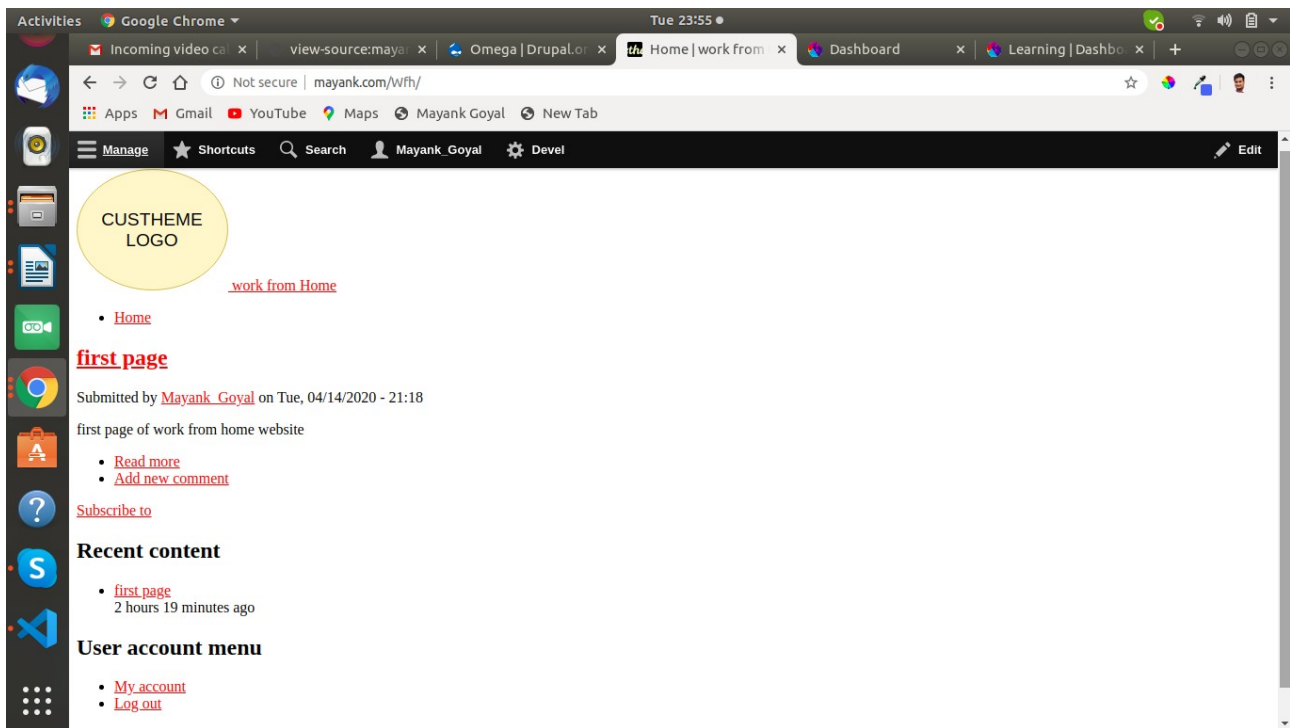 Activities Google Chrome Tue 23:55
Incoming video cal view-source:mayan Omega | Drupal.or Home | work from Dashboard Learning | Dashbo
Not secure | mayank.com/Wfh/
Apps Gmail YouTube Maps Mayank Goyal New Tab
Manage Shortcuts Search Mayank_Goyal Devel Edit
CUSTHEME
LOGO
work from Home
Home
first page
Submitted by Mayank_Goyal on Tue, 04/14/2020 - 21:18
first page of work from home website
Read more
Add new comment
Subscribe to
Recent content
first page
2 hours 19 minutes ago
User account menu
My account
Log out